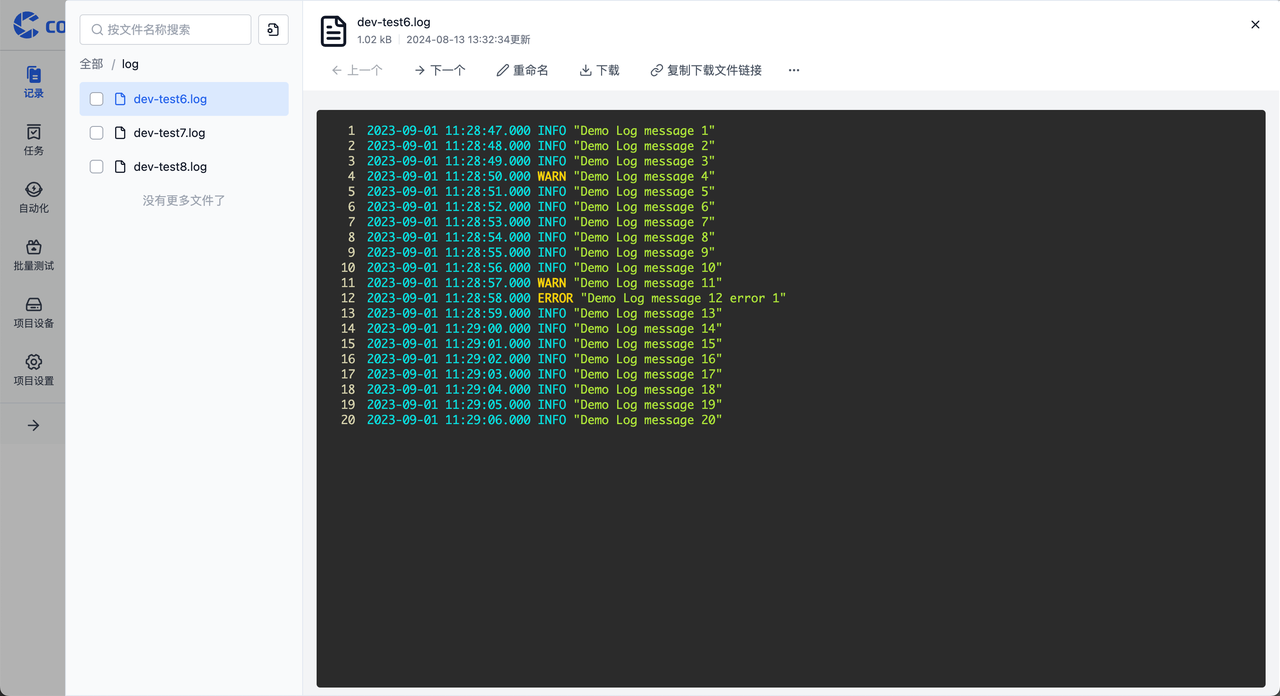 co
记录
任务
自动化
批量测试
项目设备
项目设置
按文件名称搜索
全部 / log
dev-test6.log
dev-test7.log
dev-test8.log
没有更多文件了
dev-test6.log
1.02 kB 2024-08-13 13:32:34更新
上一个 下一个 重命名 下载 复制下载文件链接 ···
1 2023-09-01 11:28:47.000 INFO "Demo Log message 1"
2 2023-09-01 11:28:48.000 INFO "Demo Log message 2"
3 2023-09-01 11:28:49.000 INFO "Demo Log message 3"
4 2023-09-01 11:28:50.000 WARN "Demo Log message 4"
5 2023-09-01 11:28:51.000 INFO "Demo Log message 5"
6 2023-09-01 11:28:52.000 INFO "Demo Log message 6"
7 2023-09-01 11:28:53.000 INFO "Demo Log message 7"
8 2023-09-01 11:28:54.000 INFO "Demo Log message 8"
9 2023-09-01 11:28:55.000 INFO "Demo Log message 9"
10 2023-09-01 11:28:56.000 INFO "Demo Log message 10"
11 2023-09-01 11:28:57.000 WARN "Demo Log message 11"
12 2023-09-01 11:28:58.000 ERROR "Demo Log message 12 error 1"
13 2023-09-01 11:28:59.000 INFO "Demo Log message 13"
14 2023-09-01 11:29:00.000 INFO "Demo Log message 14"
15 2023-09-01 11:29:01.000 INFO "Demo Log message 15"
16 2023-09-01 11:29:02.000 INFO "Demo Log message 16"
17 2023-09-01 11:29:03.000 INFO "Demo Log message 17"
18 2023-09-01 11:29:04.000 INFO "Demo Log message 18"
19 2023-09-01 11:29:05.000 INFO "Demo Log message 19"
20 2023-09-01 11:29:06.000 INFO "Demo Log message 20"